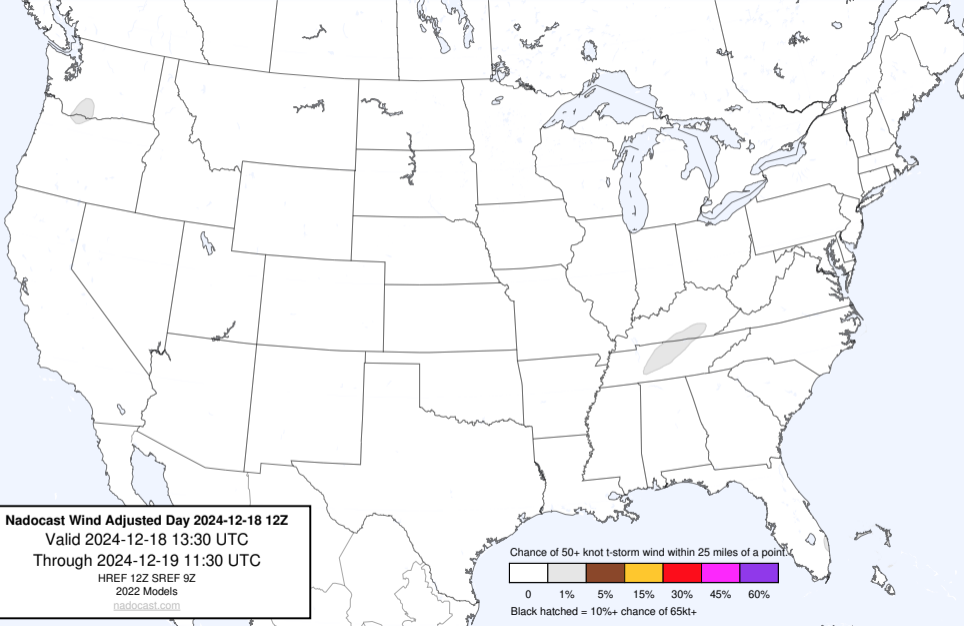 Nadocast Wind Adjusted Day 2024-12-18 12Z
Valid 2024-12-18 13:30 UTC
Through 2024-12-19 11:30 UTC
HREF 12Z SREF 9Z
2022 Models
nadocast.com
Chance of 50+ knot t-storm wind within 25 miles of a point.
0 1% 5% 15% 30% 45% 60%
Black hatched = 10%+ chance of 65kt+